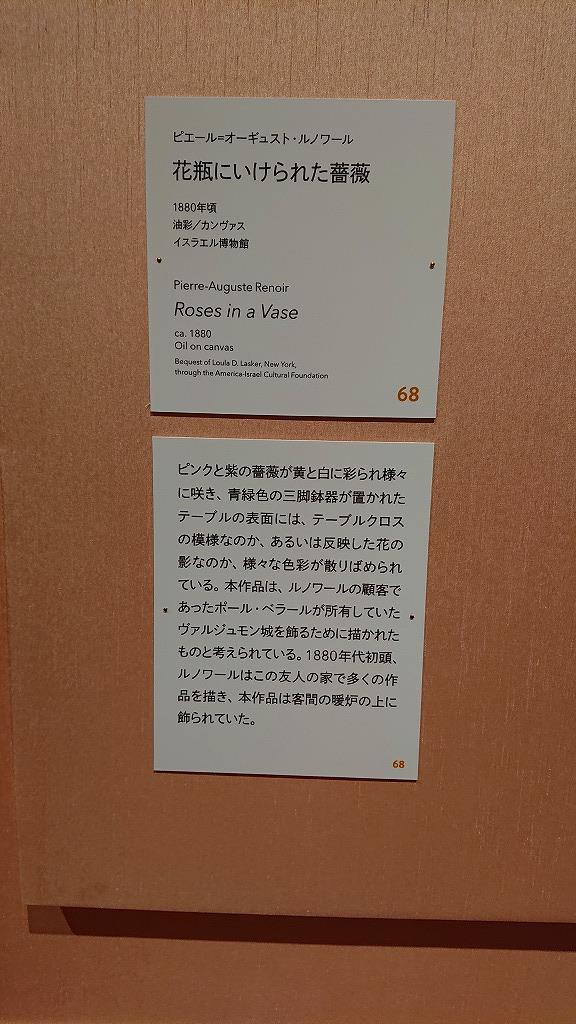 ピエール=オーギュスト・ルノワール
花瓶にいけられた薔薇
1880年頃
油彩／カンヴァス
イスラエル博物館
Pierre-Auguste Renoir
Roses in a Vase
ca. 1880
Oil on canvas
Bequest of Loula D. Lasker, New York,
through the America-Israel Cultural Foundation
68
ピンクと紫の薔薇が黄と白に彩られ様々
に咲き、青緑色の三脚鉢器が置かれた
テーブルの表面には、テーブルクロス
の模様なのか、あるいは反映した花の
影なのか、様々な色彩が散りばめられ
ている。本作品は、ルノワールの顧客で
あったポール・ベラールが所有していた
ヴァルジュモン城を飾るために描かれた
ものと考えられている。1880年代初頭、
ルノワールはこの友人の家で多くの作
品を描き、本作品は客間の暖炉の上に
飾られていた。
68